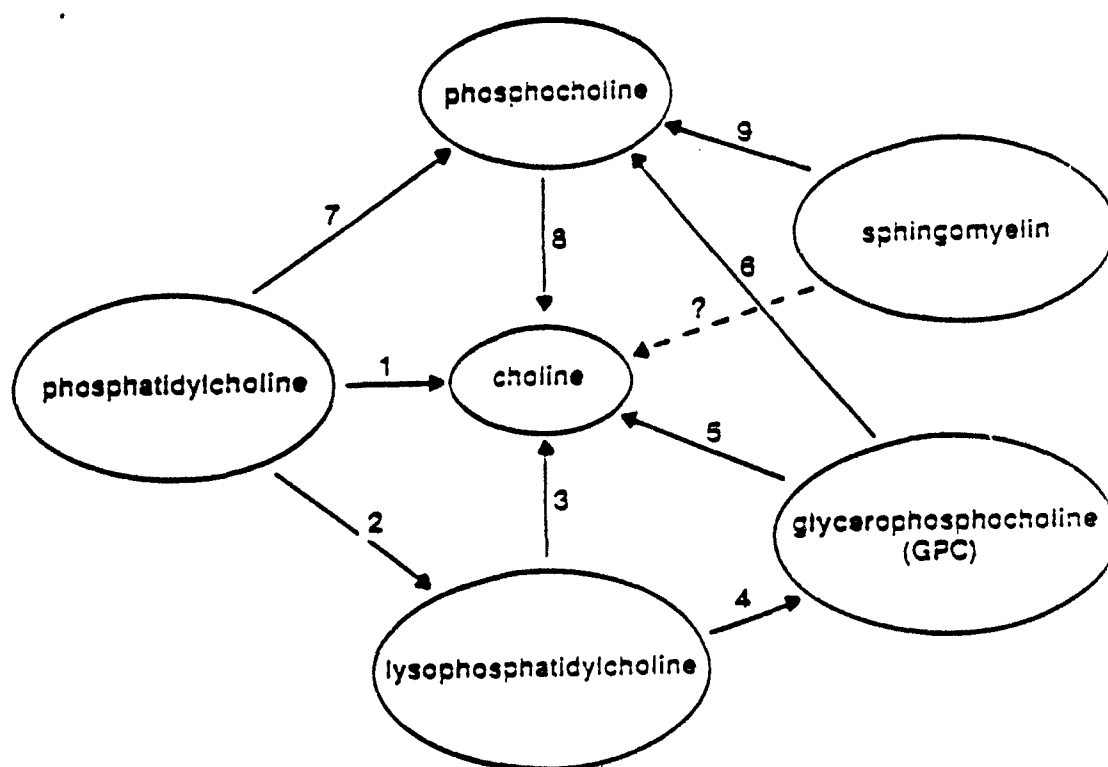 phosphocholine
9
7
8
sphingomyelin
6
?
phosphatidylcholine
1
choline
5
2
3
glycerophosphocholine
(GPC)
4
lysophosphatidylcholine